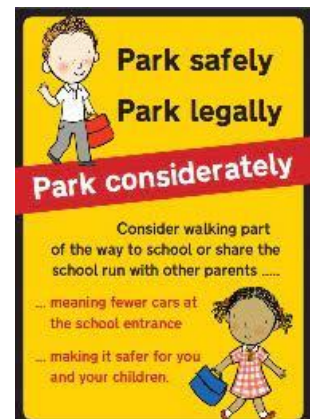 Park safely
Park legally
Park considerately
Consider walking part
of the way to school or share the
school run with other parents .....
... meaning fewer cars at
the school entrance
... making it safer for you
and your children.